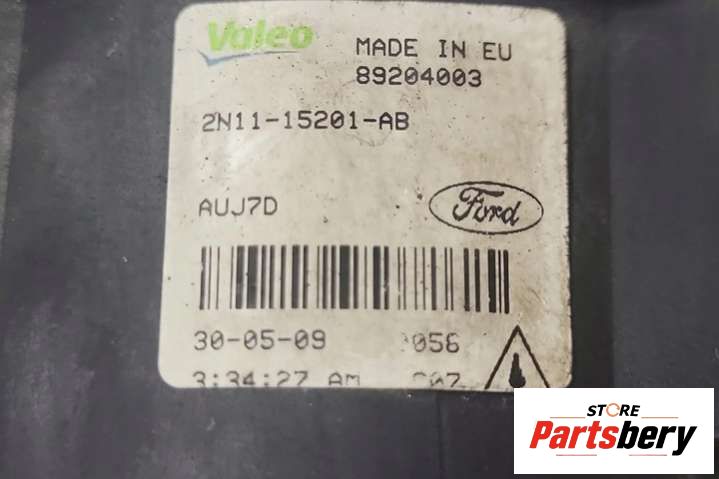 Valeo
MADE IN EU
89204003
2N11-15201-AB
AUJ7D
Ford
30-05-09
056
3:34:27 AM
STORE
Partsbery